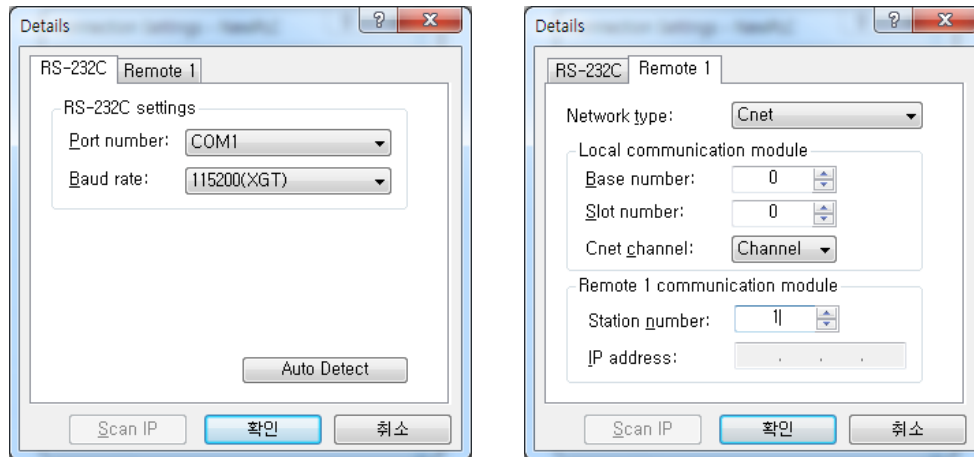 Details
RS-232C
Remote 1
RS-232C settings
Port number:
COM1
Baud rate:
115200(XGT)
Auto Detect
Scan IP
확인
취소
Details
RS-232C
Remote 1
Network type:
Cnet
Local communication module
Base number:
0
Slot number:
0
Cnet channel:
Channel
Remote 1 communication module
Station number:
1
IP address:
. . .
Scan IP
확인
취소